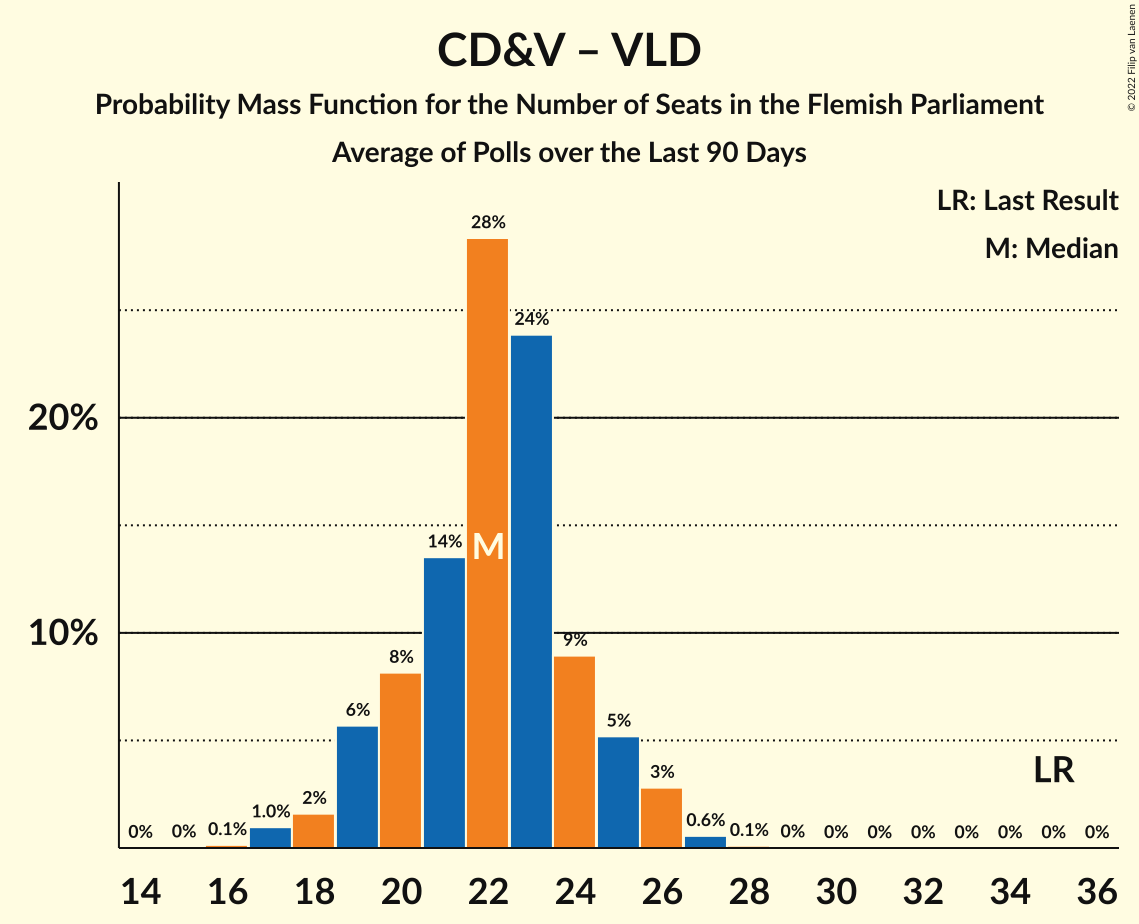 CD&V – VLD
Probability Mass Function for the Number of Seats in the Flemish Parliament
Average of Polls over the Last 90 Days
© 2022 Filip van Laenen
LR: Last Result
M: Median
28%
24%
20%
14%
M
10%
9%
8%
6%
5%
3%
LR
2%
1.0%
0.6%
0% 0% 0.1% 0.1% 0% 0% 0% 0% 0% 0% 0% 0%
14 16 18 20 22 24 26 28 30 32 34 36